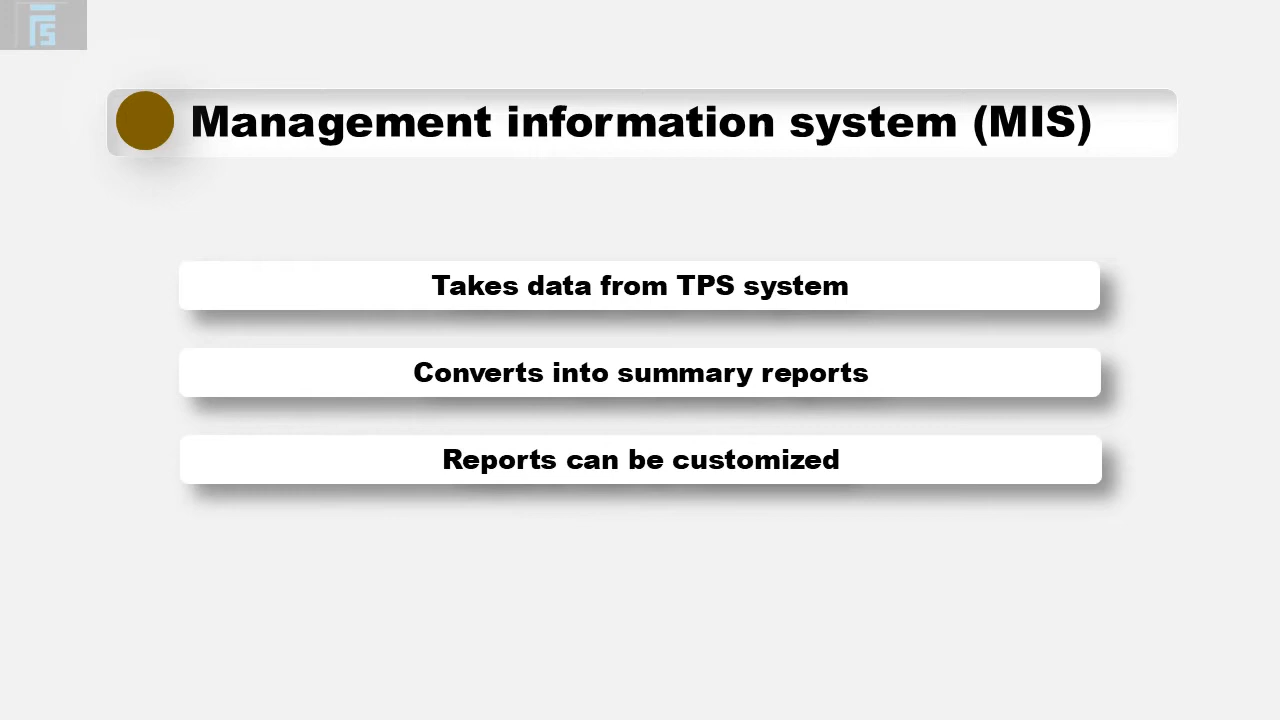 Management information system (MIS)
Takes data from TPS system
Converts into summary reports
Reports can be customized